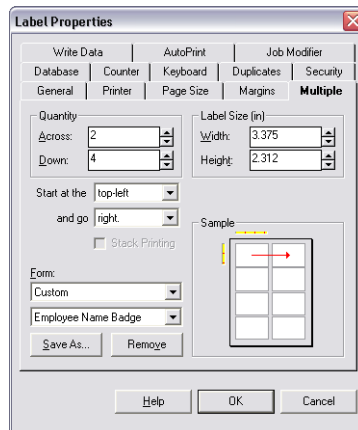 Label Properties
Write Data AutoPrint Job Modifier
Database Counter Keyboard Duplicates Security
General Printer Page Size Margins Multiple
Quantity Label Size (in)
Across: 2 Width: 3.375
Down: 4 Height: 2.312
Start at the top-left
and go right.
Stack Printing
Sample
Form:
Custom
Employee Name Badge
Save As... Remove
Help OK Cancel